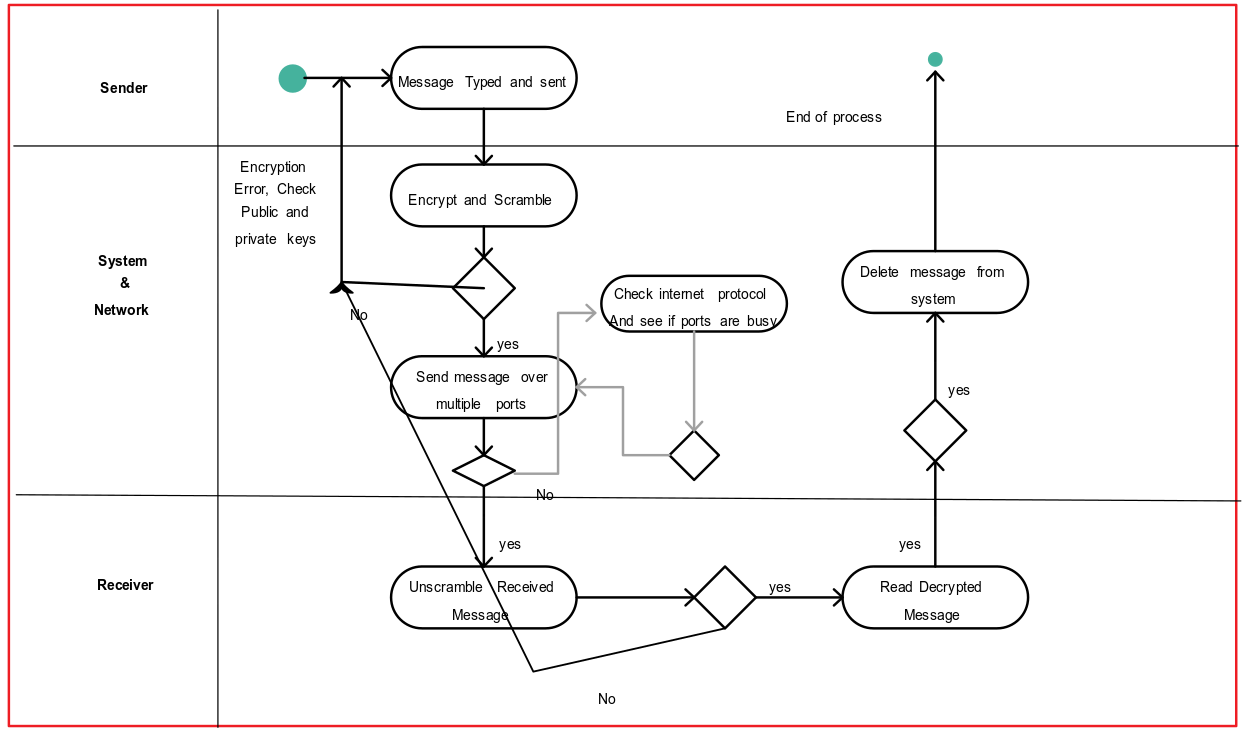 Sender
Message Typed and sent
End of process
Encryption
Error, Check
Public and
private keys
System
&
Network
Encrypt and Scramble
No
yes
Check internet protocol
And see if ports are busy
Delete message from
system
Send message over
multiple ports
yes
No
yes
yes
Receiver
Unscramble Received
Message
yes
Read Decrypted
Message
No